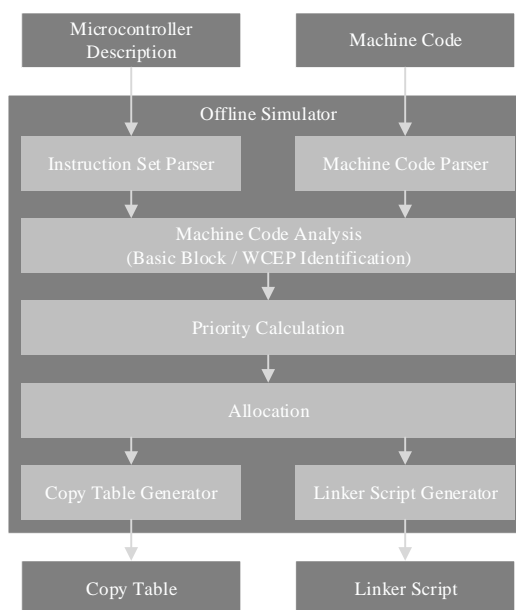 Microcontroller
Description
Machine Code
Offline Simulator
Instruction Set Parser
Machine Code Parser
Machine Code Analysis
(Basic Block / WCEP Identification)
Priority Calculation
Allocation
Copy Table Generator
Linker Script Generator
Copy Table
Linker Script